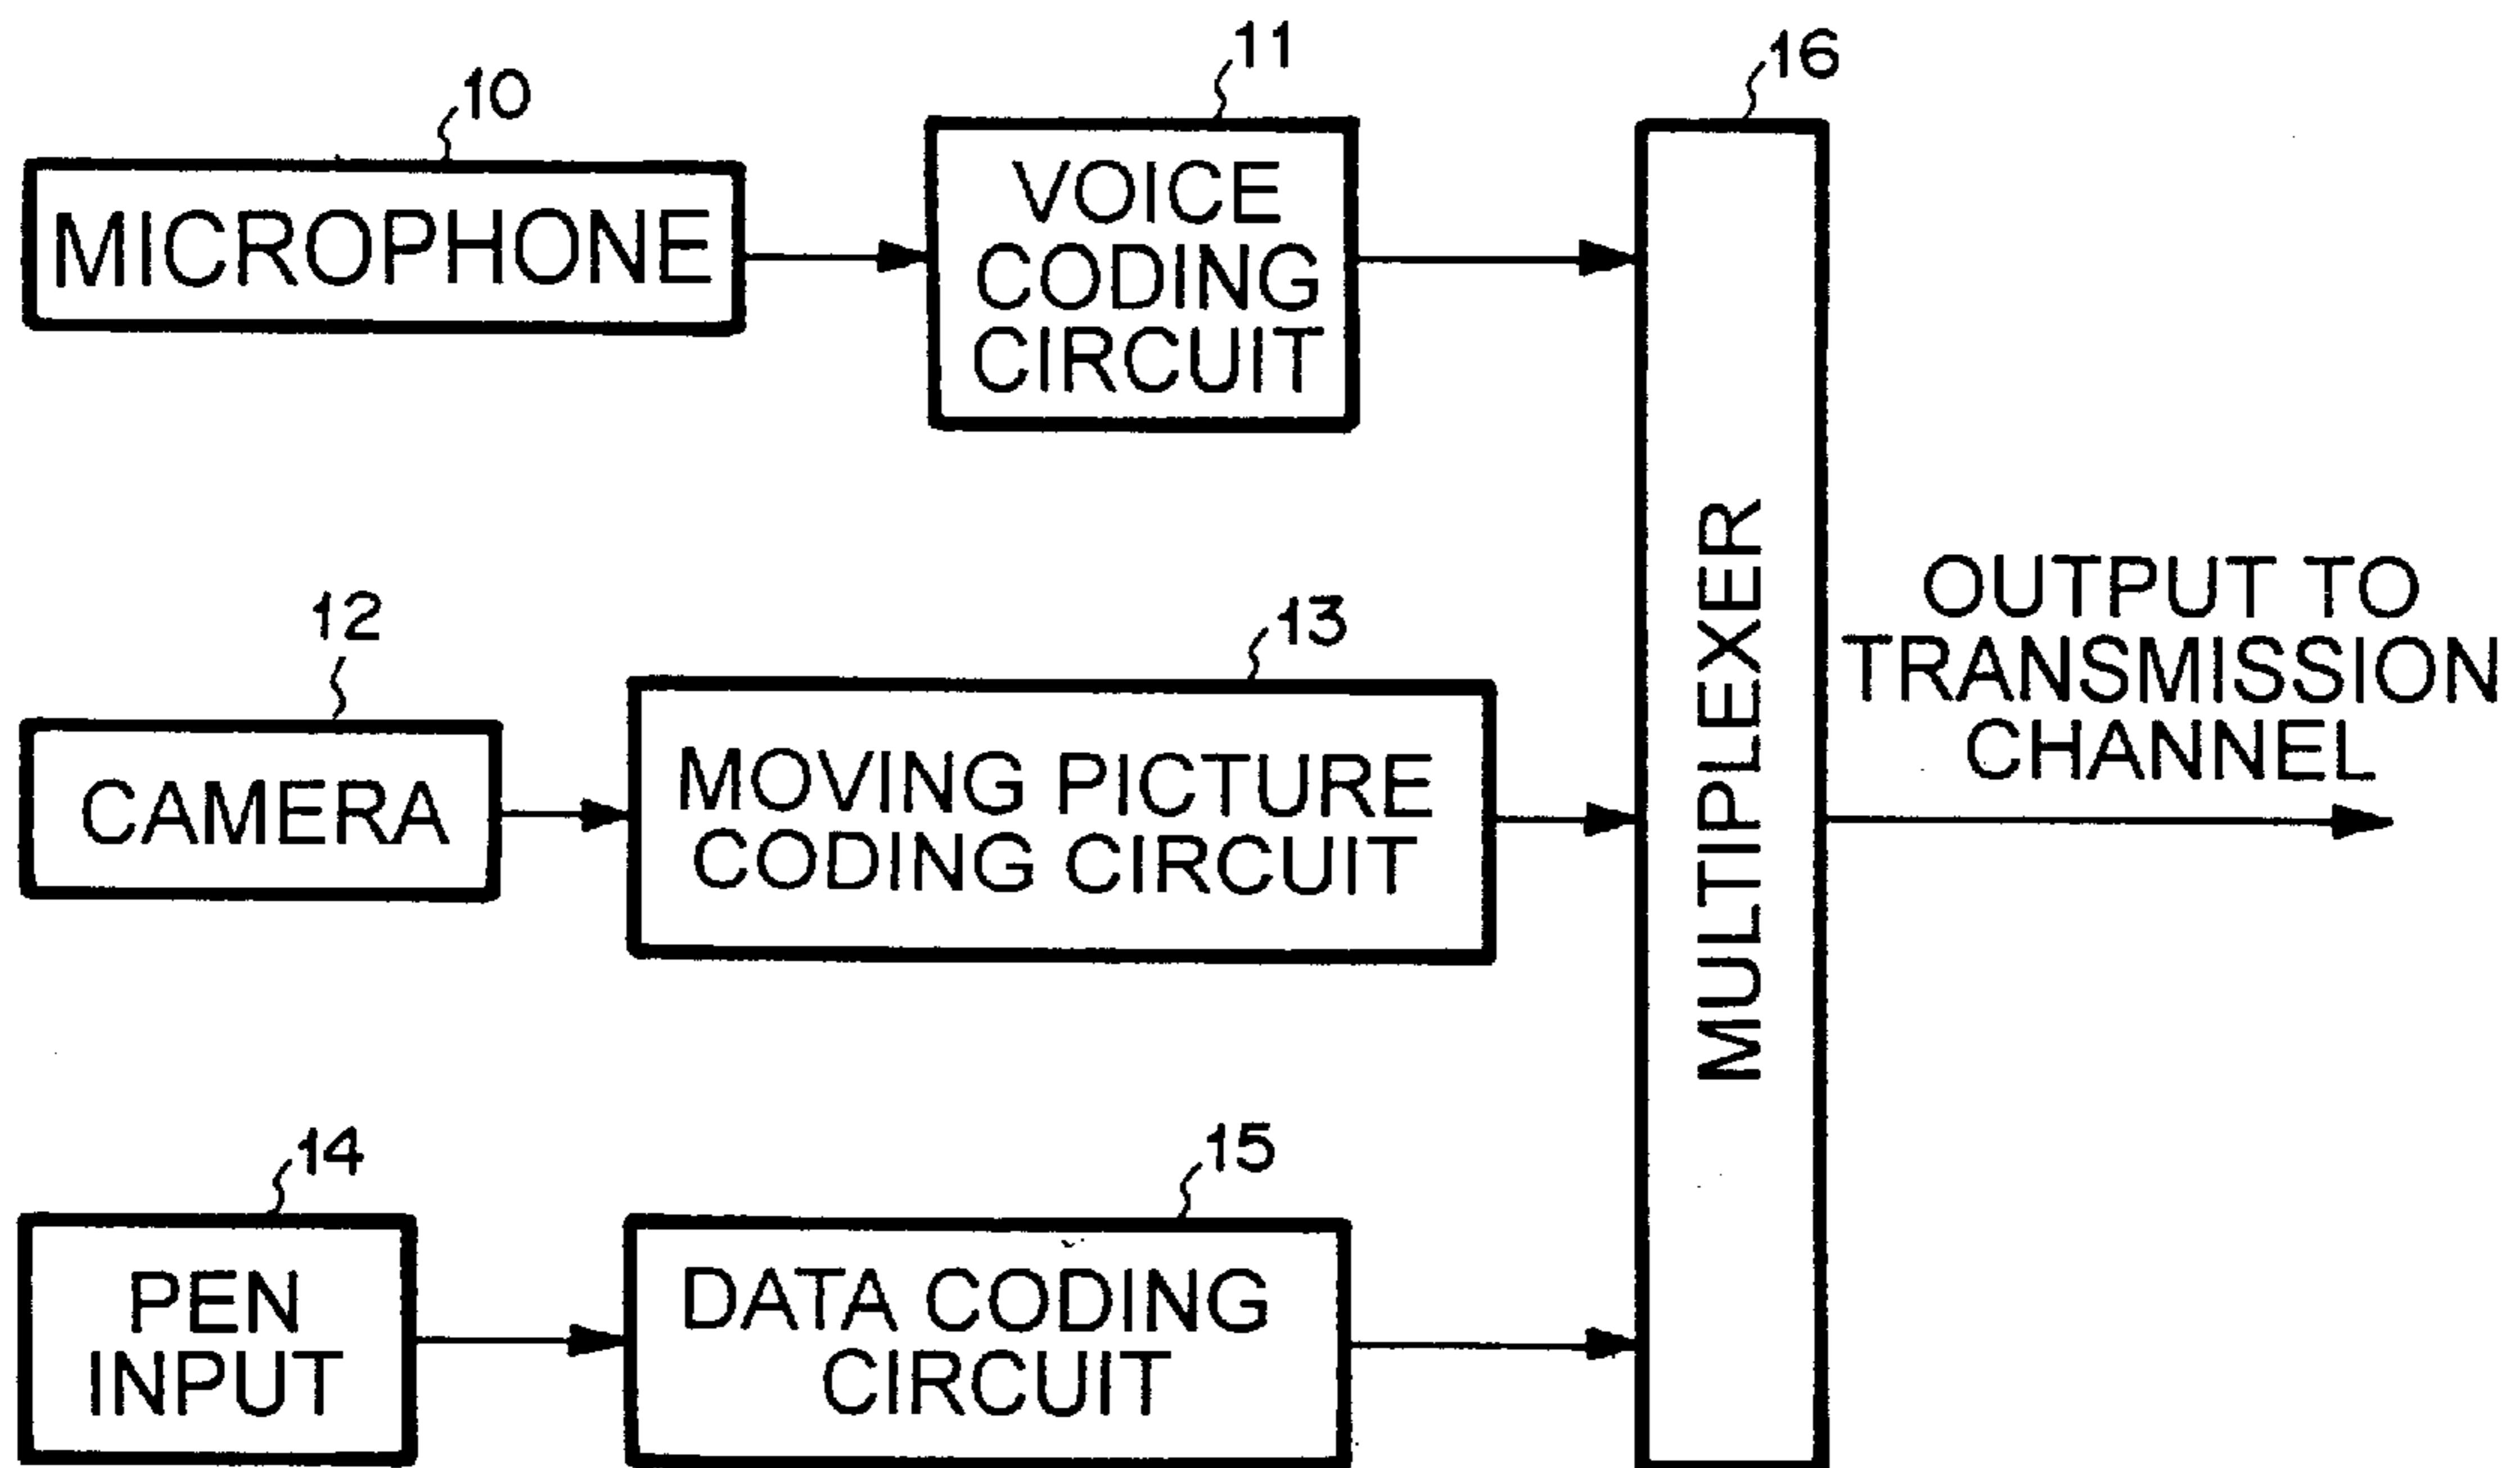 10
11
16
MICROPHONE
VOICE
CODING
CIRCUIT
12
13
CAMERA
MOVING PICTURE
CODING CIRCUIT
MULTIPLEXER
OUTPUT TO
TRANSMISSION
CHANNEL
14
15
PEN
INPUT
DATA CODING
CIRCUIT